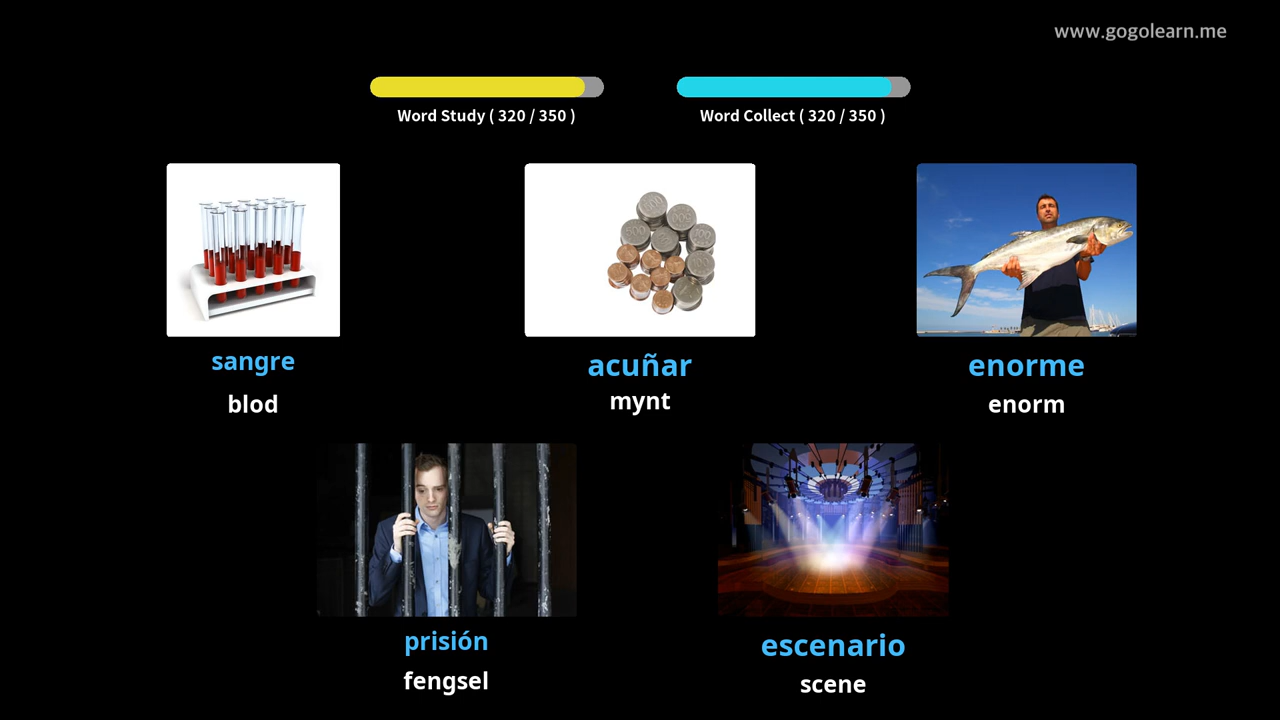 www.gogolearn.me
Word Study ( 320 / 350 )
Word Collect ( 320 / 350 )
sangre
blod
acuñar
mynt
enorme
enorm
prisión
fengsel
escenario
scene